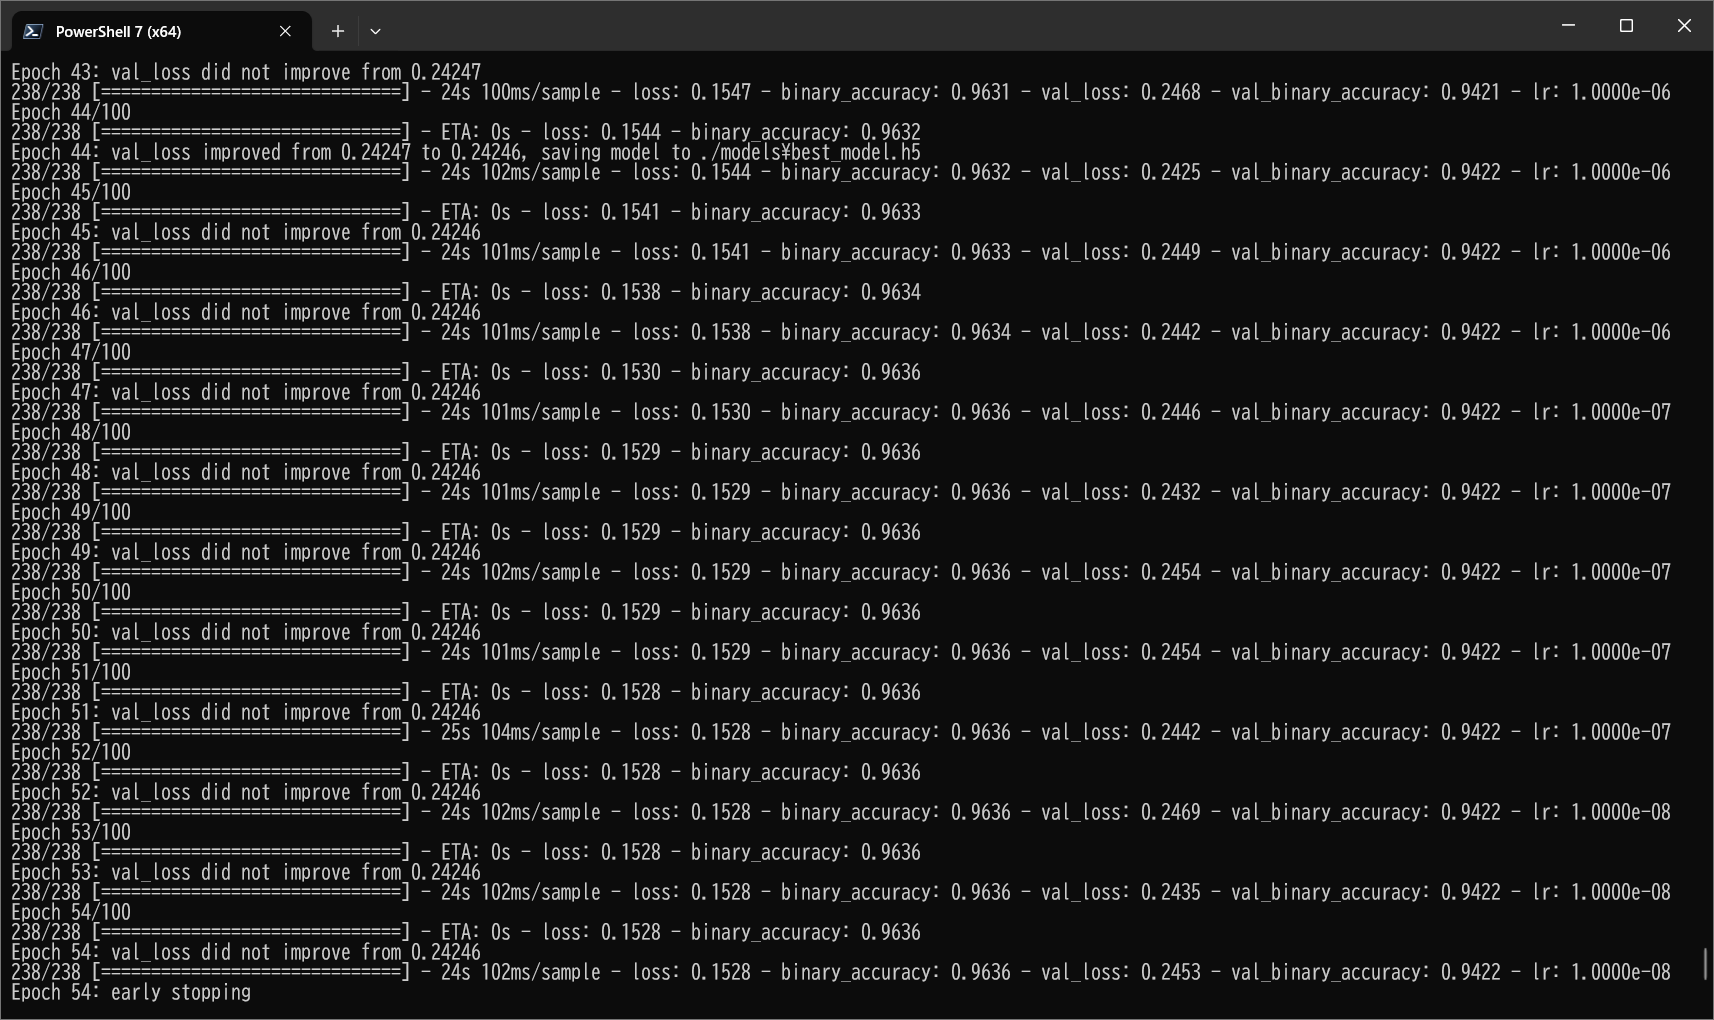 PowerShell 7 (x64)
Epoch 43: val_loss did not improve from 0.24247
238/238 [==============================] - 24s 100ms/sample - loss: 0.1547 - binary_accuracy: 0.9631 - val_loss: 0.2468 - val_binary_accuracy: 0.9421 - lr: 1.0000e-06
Epoch 44/100
238/238 [==============================] - ETA: 0s - loss: 0.1544 - binary_accuracy: 0.9632
Epoch 44: val_loss improved from 0.24247 to 0.24246, saving model to ./models¥best_model.h5
238/238 [==============================] - 24s 102ms/sample - loss: 0.1544 - binary_accuracy: 0.9632 - val_loss: 0.2425 - val_binary_accuracy: 0.9422 - lr: 1.0000e-06
Epoch 45/100
238/238 [==============================] - ETA: 0s - loss: 0.1541 - binary_accuracy: 0.9633
Epoch 45: val_loss did not improve from 0.24246
238/238 [==============================] - 24s 101ms/sample - loss: 0.1541 - binary_accuracy: 0.9633 - val_loss: 0.2449 - val_binary_accuracy: 0.9422 - lr: 1.0000e-06
Epoch 46/100
238/238 [==============================] - ETA: 0s - loss: 0.1538 - binary_accuracy: 0.9634
Epoch 46: val_loss did not improve from 0.24246
238/238 [==============================] - 24s 101ms/sample - loss: 0.1538 - binary_accuracy: 0.9634 - val_loss: 0.2442 - val_binary_accuracy: 0.9422 - lr: 1.0000e-06
Epoch 47/100
238/238 [==============================] - ETA: 0s - loss: 0.1530 - binary_accuracy: 0.9636
Epoch 47: val_loss did not improve from 0.24246
238/238 [==============================] - 24s 101ms/sample - loss: 0.1530 - binary_accuracy: 0.9636 - val_loss: 0.2446 - val_binary_accuracy: 0.9422 - lr: 1.0000e-07
Epoch 48/100
238/238 [==============================] - ETA: 0s - loss: 0.1529 - binary_accuracy: 0.9636
Epoch 48: val_loss did not improve from 0.24246
238/238 [==============================] - 24s 101ms/sample - loss: 0.1529 - binary_accuracy: 0.9636 - val_loss: 0.2432 - val_binary_accuracy: 0.9422 - lr: 1.0000e-07
Epoch 49/100
238/238 [==============================] - ETA: 0s - loss: 0.1529 - binary_accuracy: 0.9636
Epoch 49: val_loss did not improve from 0.24246
238/238 [==============================] - 24s 102ms/sample - loss: 0.1529 - binary_accuracy: 0.9636 - val_loss: 0.2454 - val_binary_accuracy: 0.9422 - lr: 1.0000e-07
Epoch 50/100
238/238 [==============================] - ETA: 0s - loss: 0.1529 - binary_accuracy: 0.9636
Epoch 50: val_loss did not improve from 0.24246
238/238 [==============================] - 24s 101ms/sample - loss: 0.1529 - binary_accuracy: 0.9636 - val_loss: 0.2454 - val_binary_accuracy: 0.9422 - lr: 1.0000e-07
Epoch 51/100
238/238 [==============================] - ETA: 0s - loss: 0.1528 - binary_accuracy: 0.9636
Epoch 51: val_loss did not improve from 0.24246
238/238 [==============================] - 25s 104ms/sample - loss: 0.1528 - binary_accuracy: 0.9636 - val_loss: 0.2442 - val_binary_accuracy: 0.9422 - lr: 1.0000e-07
Epoch 52/100
238/238 [==============================] - ETA: 0s - loss: 0.1528 - binary_accuracy: 0.9636
Epoch 52: val_loss did not improve from 0.24246
238/238 [==============================] - 24s 102ms/sample - loss: 0.1528 - binary_accuracy: 0.9636 - val_loss: 0.2469 - val_binary_accuracy: 0.9422 - lr: 1.0000e-08
Epoch 53/100
238/238 [==============================] - ETA: 0s - loss: 0.1528 - binary_accuracy: 0.9636
Epoch 53: val_loss did not improve from 0.24246
238/238 [==============================] - 24s 102ms/sample - loss: 0.1528 - binary_accuracy: 0.9636 - val_loss: 0.2435 - val_binary_accuracy: 0.9422 - lr: 1.0000e-08
Epoch 54/100
238/238 [==============================] - ETA: 0s - loss: 0.1528 - binary_accuracy: 0.9636
Epoch 54: val_loss did not improve from 0.24246
238/238 [==============================] - 24s 102ms/sample - loss: 0.1528 - binary_accuracy: 0.9636 - val_loss: 0.2453 - val_binary_accuracy: 0.9422 - lr: 1.0000e-08
Epoch 54: early stopping